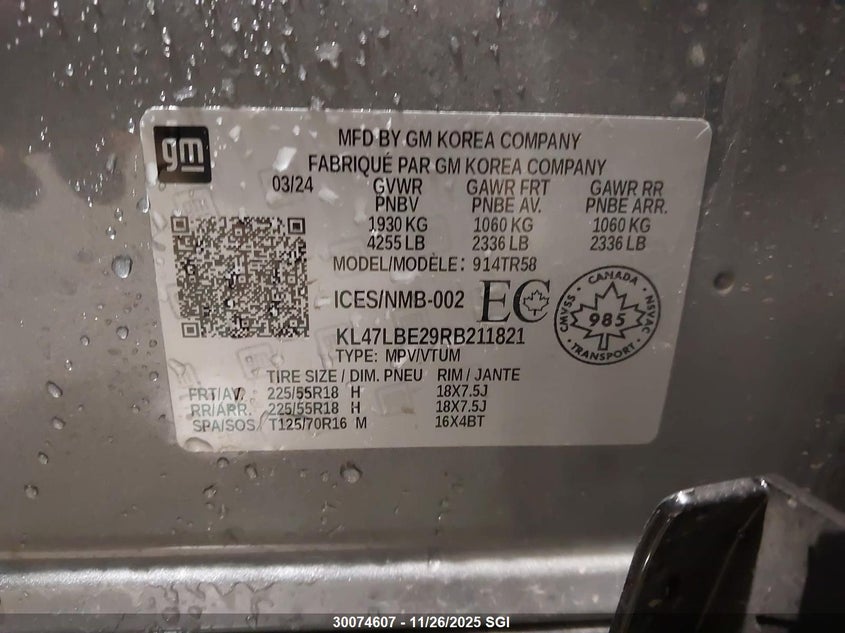 gm
MFD BY GM KOREA COMPANY
FABRIQUÉ PAR GM KOREA COMPANY
03/24 GVWR GAWR FRT GAWR RR
PNBV PNBE AV. PNBE ARR.
1930 KG 1060 KG 1060 KG
4255 LB 2336 LB 2336 LB
MODEL/MODÈLE: 914TR58
ICES/NMB-002 EC
CANADA
CMVSS 985 NSVAC
TRANSPORT
KL47LBE29RB211821
TYPE: MPV/VTUM
TIRE SIZE / DIM. PNEU RIM / JANTE
FRT/AV. 225/55R18 H 18X7.5J
RR/ARR. 225/55R18 H 18X7.5J
SPA/SOS T125/70R16 M 16X4BT
30074607 - 11/26/2025 SGI